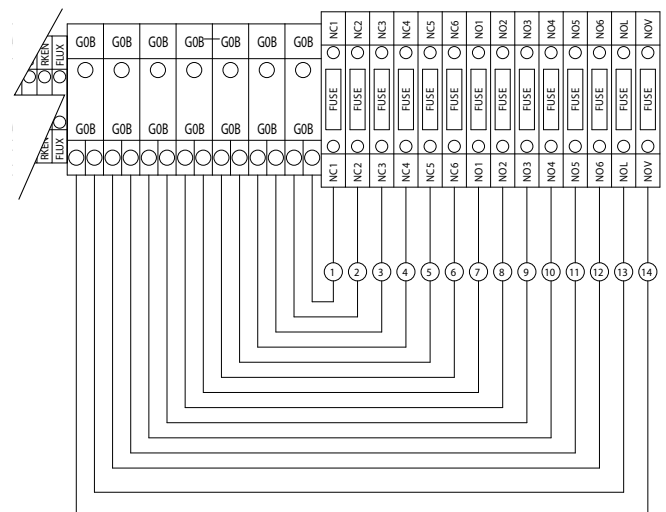 RKEN FLUX G0B G0B G0B G0B G0B G0B G0B NC1 NC2 NC3 NC4 NC5 NC6 NO1 NO2 NO3 NO4 NO5 NO6 NOL NOV
FUSE FUSE FUSE FUSE FUSE FUSE FUSE FUSE FUSE FUSE FUSE FUSE FUSE FUSE
RKEN FLUX G0B G0B G0B G0B G0B G0B G0B
NC1 NC2 NC3 NC4 NC5 NC6 NO1 NO2 NO3 NO4 NO5 NO6 NOL NOV
1 2 3 4 5 6 7 8 9 10 11 12 13 14